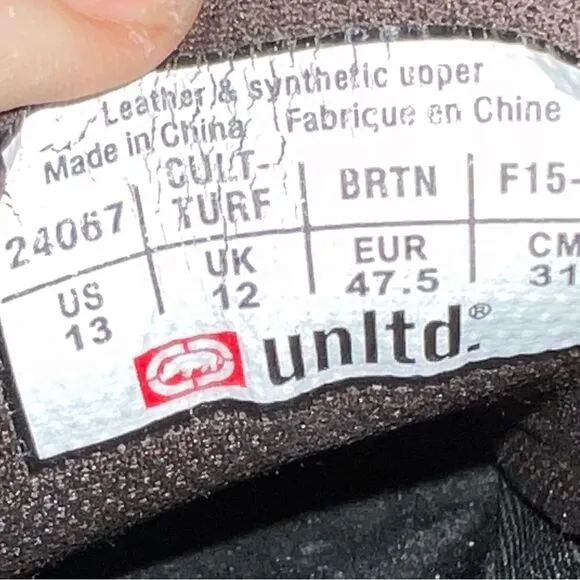 Leather & synthetic upper
Made in China Fabrique en Chine
24067 CULT- BRTN F15-
TURF
US UK EUR CM
13 12 47.5 31
unltd.®